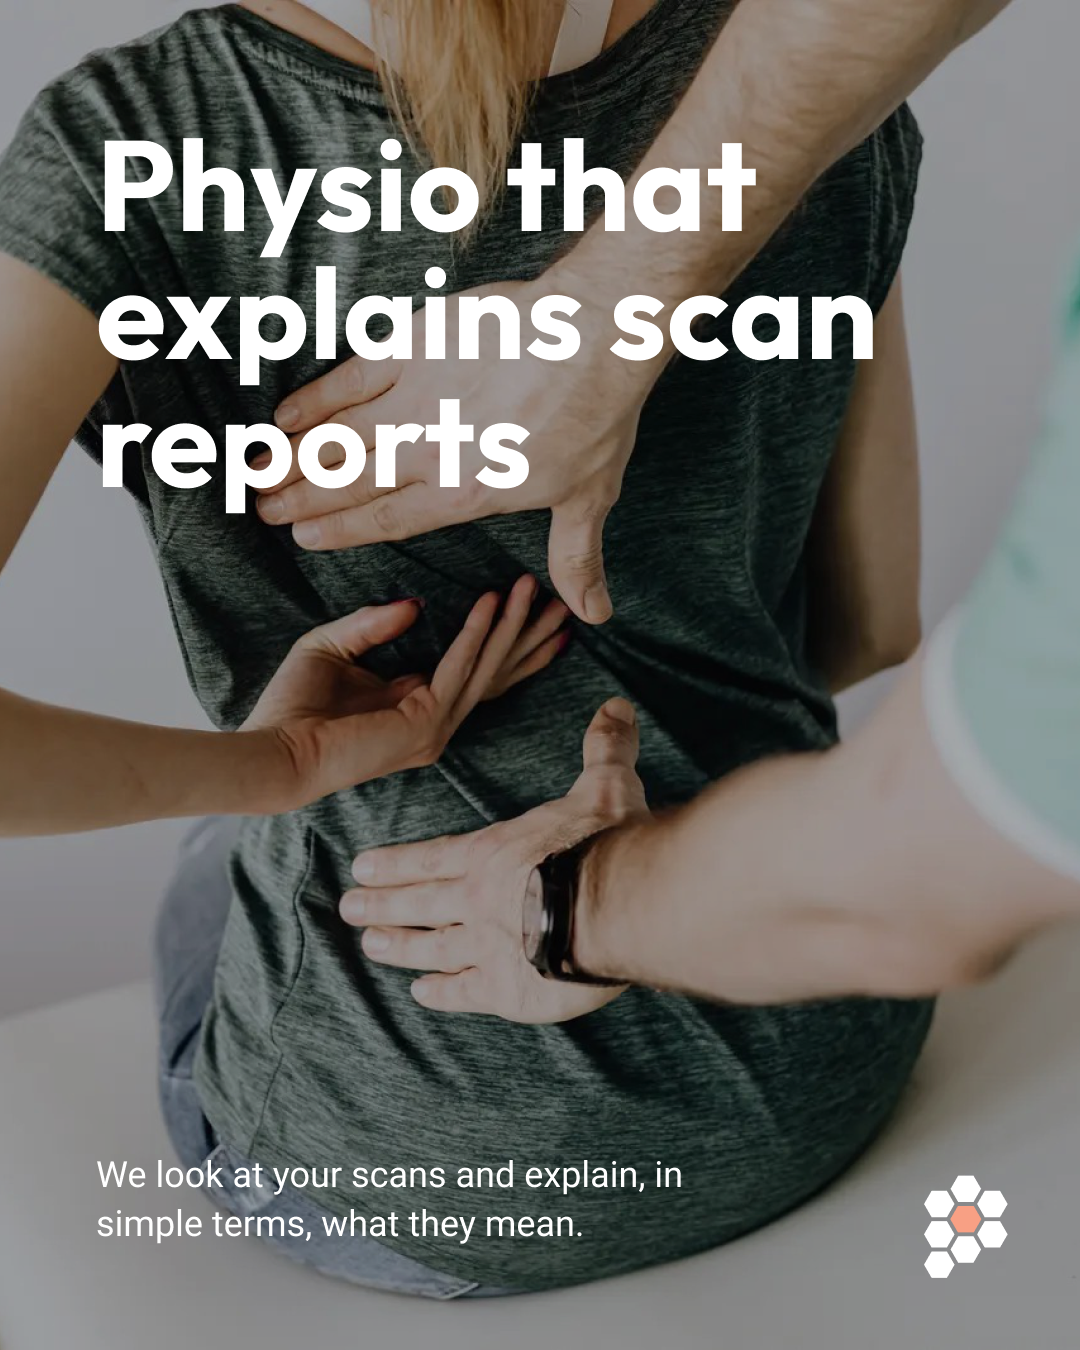 Physio that
explains scan
reports
We look at your scans and explain, in
simple terms, what they mean.